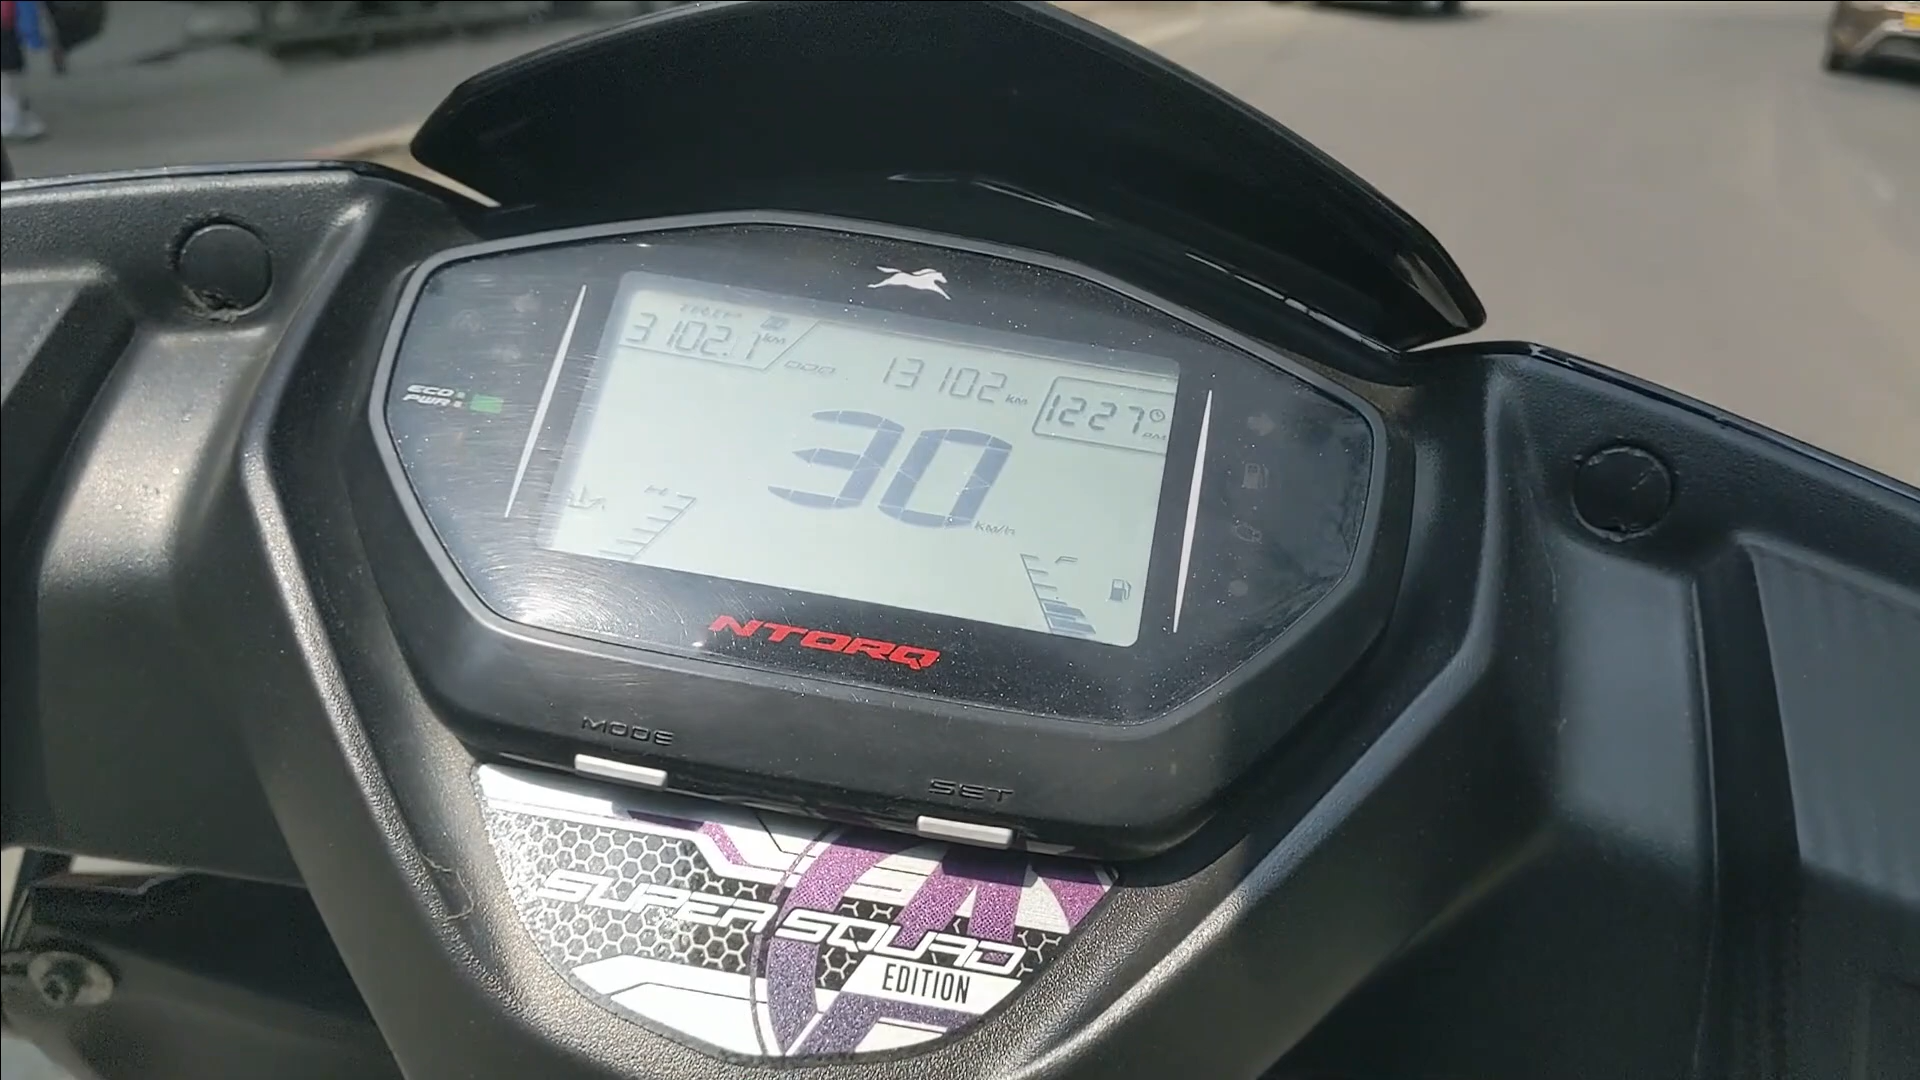 TRIP
3102.1 KM
ODO
13102 KM
12:27
PM
ECO
PWR
30
KM/H
H
F
NTORQ
MODE
SET
SUPER SQUAD
EDITION